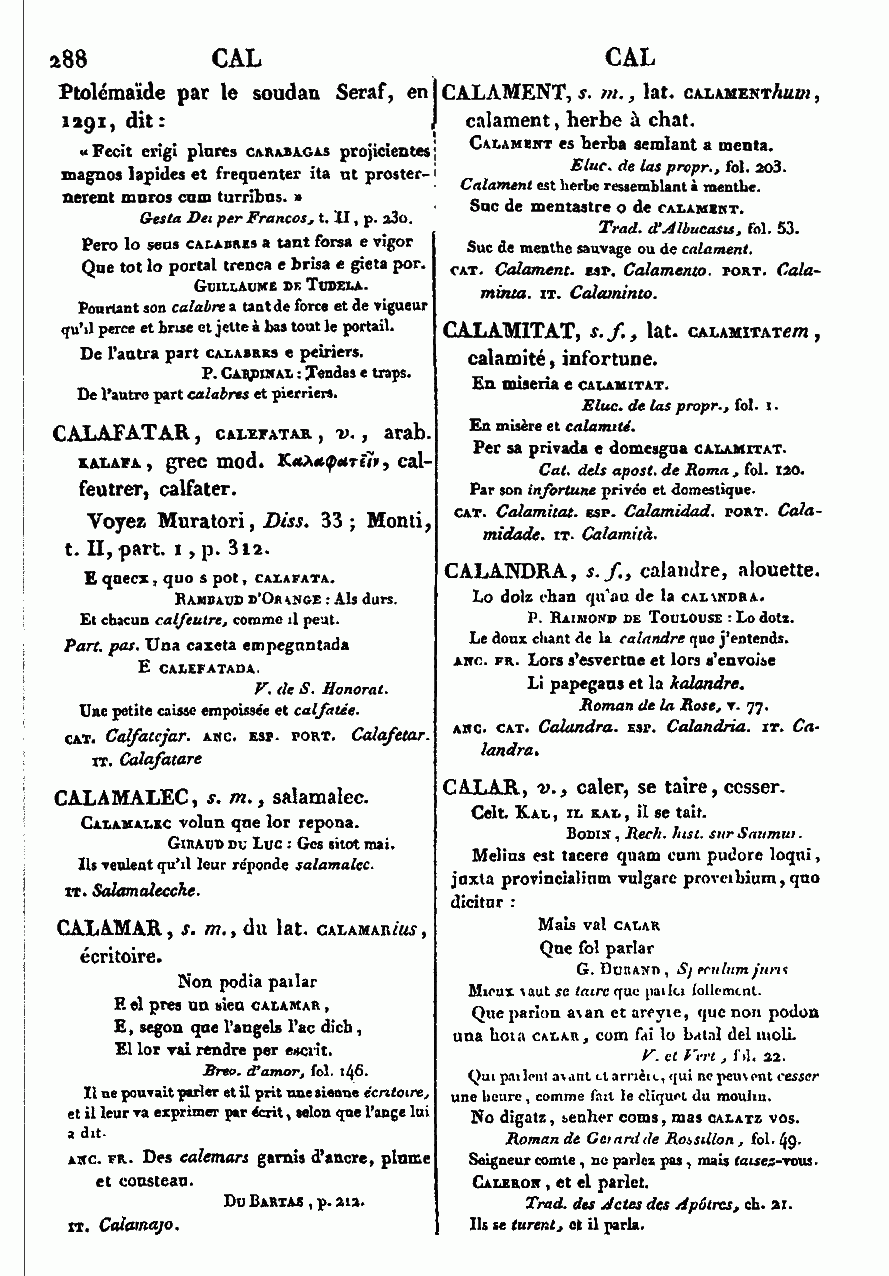 288 CAL CAL
Ptolémaïde par le soudan Seraf, en
1291, dit :
« Fecit erigi plures CARABAGAS projicientes
magnos lapides et frequenter ita ut proster-
nerent muros cum turribus. »
Gesta Dei per Francos, t. II, p. 230.
Pero lo seus CALABRES a tant forsa e vigor
Que tot lo portal trenca e brisa e gieta por.
GUILLAUME DE TUDELA.
Pourtant son calabre a tant de force et de vigueur
qu'il perce et brise et jette à bas tout le portail.
De l'autra part CALABRES e peiriers.
P. CARDINAL : Tendas e traps.
De l'autre part calabres et pierriers.
CALAFATAR, CALEFATAR, v., arab.
KALAFA, grec mod. Καλαφατεῖν, cal-
feutrer, calfater.
Voyez Muratori, Diss. 33 ; Monti,
t. II, part. 1, p. 312.
E quecx, quo s pot, CALAFATA.
RAMBAUD D'ORANGE : Als durs.
Et chacun calfeutre, comme il peut.
Part. pas. Una caxeta empeguntada
E CALEFATADA.
V. de S. Honorat.
Une petite caisse empoissée et calfatée.
CAT. Calfatejar. ANC. ESP. PORT. Calafetar.
IT. Calafatare
CALAMALEC, s. m., salamalec.
CALAMALEC volun que lor repona.
GIRAUD DU LUC : Ges sitot mai.
Ils veulent qu'il leur réponde salamalec.
IT. Salamalecche.
CALAMAR, s. m., du lat. CALAMARius,
écritoire.
Non podia parlar
E el pres un sieu CALAMAR,
E, segon que l'angels l'ac dich,
El lor vai rendre per escrit.
Brev. d'amor, fol. 146.
Il ne pouvait parler et il prit une sienne écritoire,
et il leur va exprimer par écrit, selon que l'ange lui
a dit.
ANC. FR. Des calemars garnis d'ancre, plume
et cousteau.
DU BARTAS, p. 212.
IT. Calamajo.
CALAMENT, s. m., lat. CALAMENThum,
calament, herbe à chat.
CALAMENT es herba semlant a menta.
Eluc. de las propr., fol. 203.
Calament est herbe ressemblant à menthe.
Suc de mentastre o de CALAMENT.
Trad. d'Albucasis, fol. 53.
Suc de menthe sauvage ou de calament.
CAT. Calament. ESP. Calamento. PORT. Cala-
minta. IT. Calaminto.
CALAMITAT, s. f., lat. CALAMITATem,
calamité, infortune.
En miseria e CALAMITAT.
Eluc. de las propr., fol. 1.
En misère et calamité.
Per sa privada e domesgua CALAMITAT.
Cat. dels apost. de Roma, fol. 120.
Par son infortune privée et domestique.
CAT. Calamitat. ESP. Calamidad. PORT. Cala-
midade. IT. Calamità.
CALANDRA, s. f., calandre, alouette.
Lo dolz chan qu'au de la CALANDRA.
P. RAIMOND DE TOULOUSE : Lo dolz.
Le doux chant de la calandre que j'entends.
ANC. FR. Lors s'esvertue et lors s'envoise
Li papegaus et la kalandre.
Roman de la Rose, v. 77.
ANC. CAT. Calandra. ESP. Calandria. IT. Ca-
landra.
CALAR, v., caler, se taire, cesser.
Celt. KAL, IL KAL, il se tait.
BODIN, Rech. hist. sur Saumur.
Melius est tacere quam cum pudore loqui,
juxta provincialium vulgare proverbium, quo
dicitur :
Mais val CALAR
Que fol parlar
G. DURAND, Speculum juris
Mieux vaut se taire que parler follement.
Que parlon avan et areyre, que non podon
una hora CALAR, com fai lo batal del moli.
V. et Vert., fol. 22.
Qui parlent avant et arrière, qui ne peuvent cesser
une heure, comme fait le cliquet du moulin.
No digatz, senher coms, mas CALATZ vos.
Roman de Gerard de Rossillon, fol. 49.
Seigneur comte, ne parlez pas, mais taisez-vous.
CALERON, et el parlet.
Trad. des Actes des Apôtres, ch. 21.
Ils se turent, et il parla.